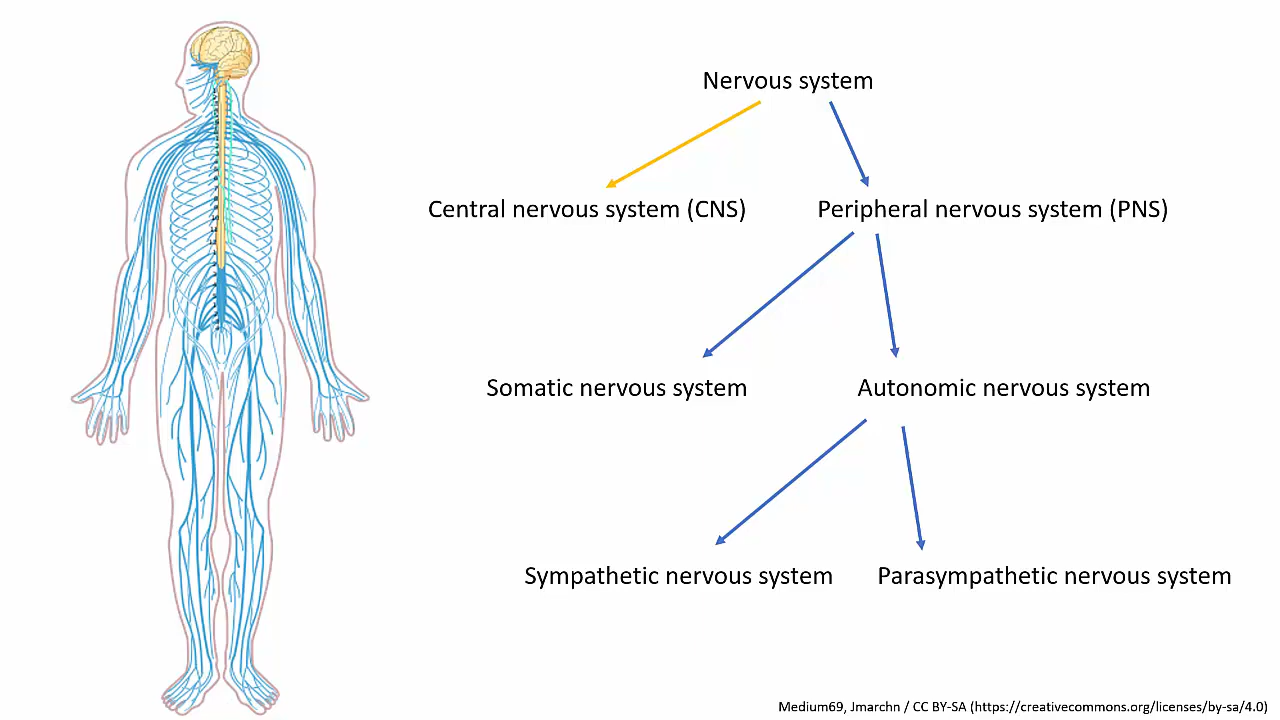 Nervous system
Central nervous system (CNS)
Peripheral nervous system (PNS)
Somatic nervous system
Autonomic nervous system
Sympathetic nervous system
Parasympathetic nervous system
Medium69, Jmarchn / CC BY-SA (https://creativecommons.org/licenses/by-sa/4.0)